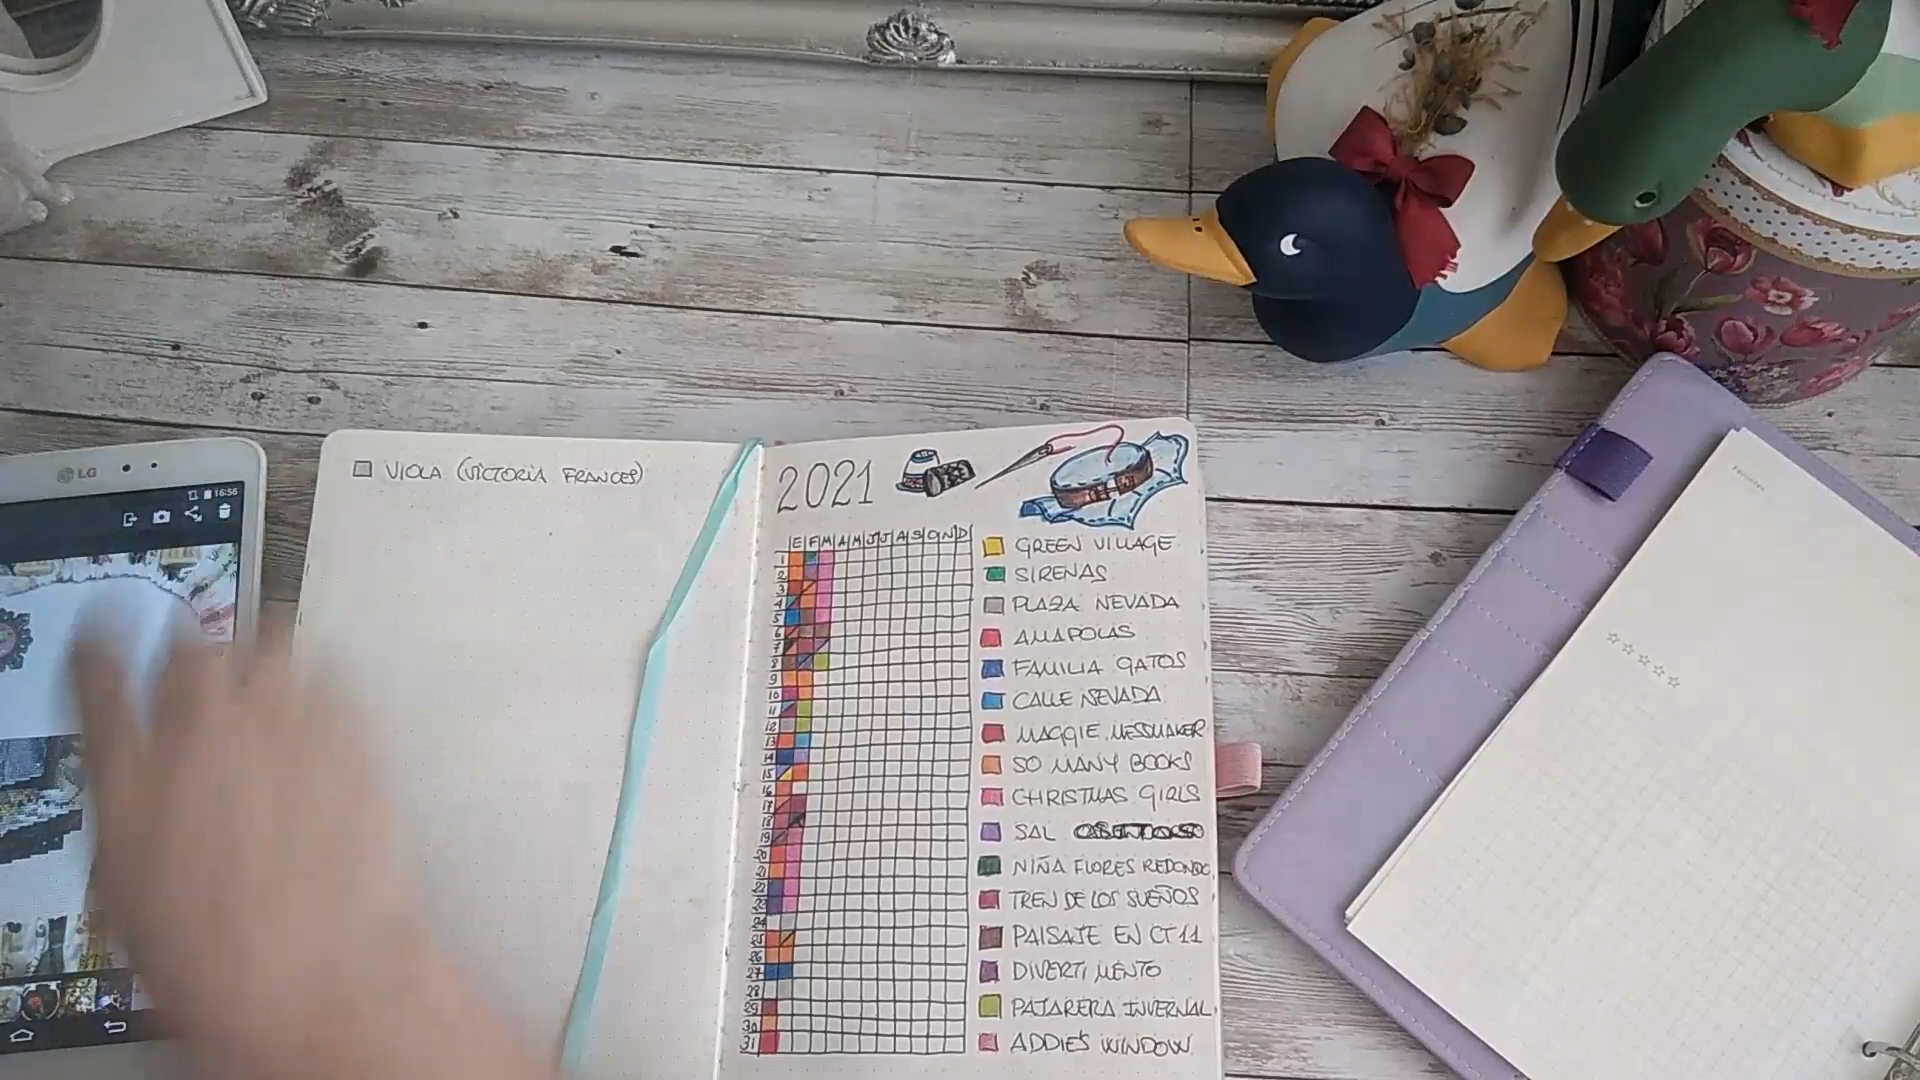 LG
16:56
VIOLA (VICTORIA FRANCES)
2021
E F M A M J J A S O N D
1
2
3
4
5
6
7
8
9
10
11
12
13
14
15
16
17
18
19
20
21
22
23
24
25
26
27
28
29
30
31
GREEN VILLAGE
SIRENAS
PLAZA NEVADA
AMAPOLAS
FAMILIA GATOS
CALLE NEVADA
MAGGIE MESSMAKER
SO MANY BOOKS
CHRISTMAS GIRLS
SAL
NIÑA FLORES REDONDO
TREN DE LOS SUEÑOS
PAISAJE EN CT 11
DIVERTIMENTO
PAJARERA INVERNAL
ADDIE'S WINDOW